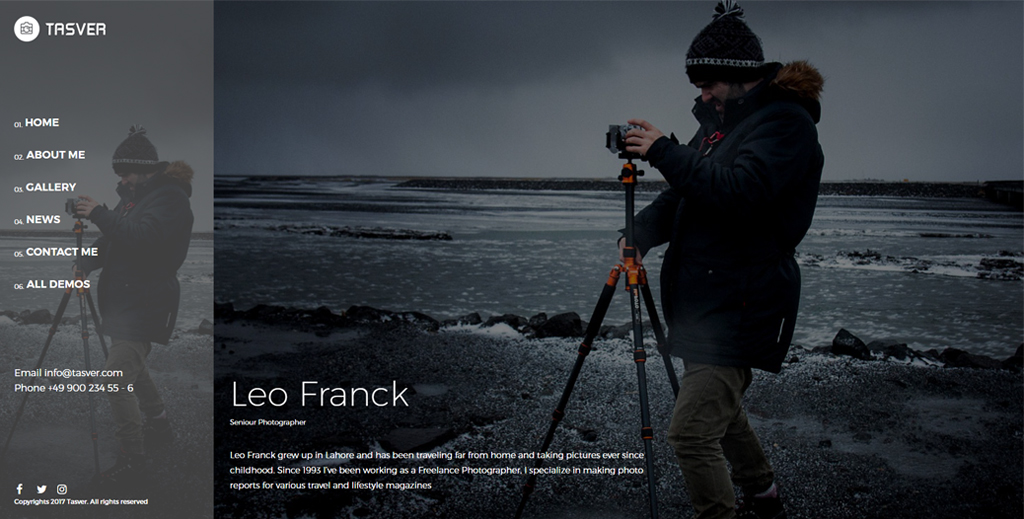 TASVER
01. HOME
02. ABOUT ME
03. GALLERY
04. NEWS
05. CONTACT ME
06. ALL DEMOS
Email info@tasver.com
Phone +49 900 234 55 - 6
Copyrights 2017 Tasver. All rights reserved
Leo Franck
Seniour Photographer
Leo Franck grew up in Lahore and has been traveling far from home and taking pictures ever since
childhood. Since 1993 I've been working as a Freelance Photographer, I specialize in making photo
reports for various travel and lifestyle magazines